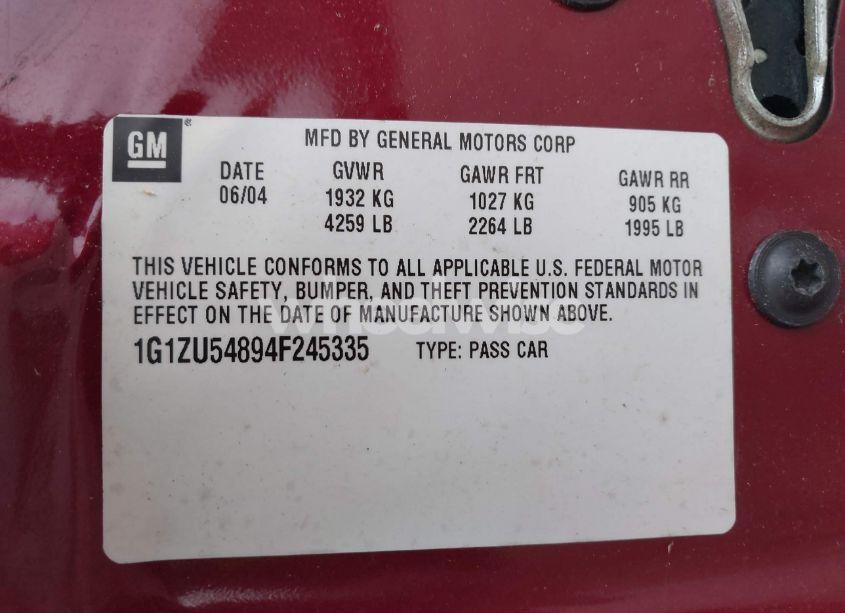 GM
MFD BY GENERAL MOTORS CORP
DATE GVWR GAWR FRT GAWR RR
06/04 1932 KG 1027 KG 905 KG
4259 LB 2264 LB 1995 LB
THIS VEHICLE CONFORMS TO ALL APPLICABLE U.S. FEDERAL MOTOR
VEHICLE SAFETY, BUMPER, AND THEFT PREVENTION STANDARDS IN
EFFECT ON THE DATE OF MANUFACTURE SHOWN ABOVE.
1G1ZU54894F245335 TYPE: PASS CAR